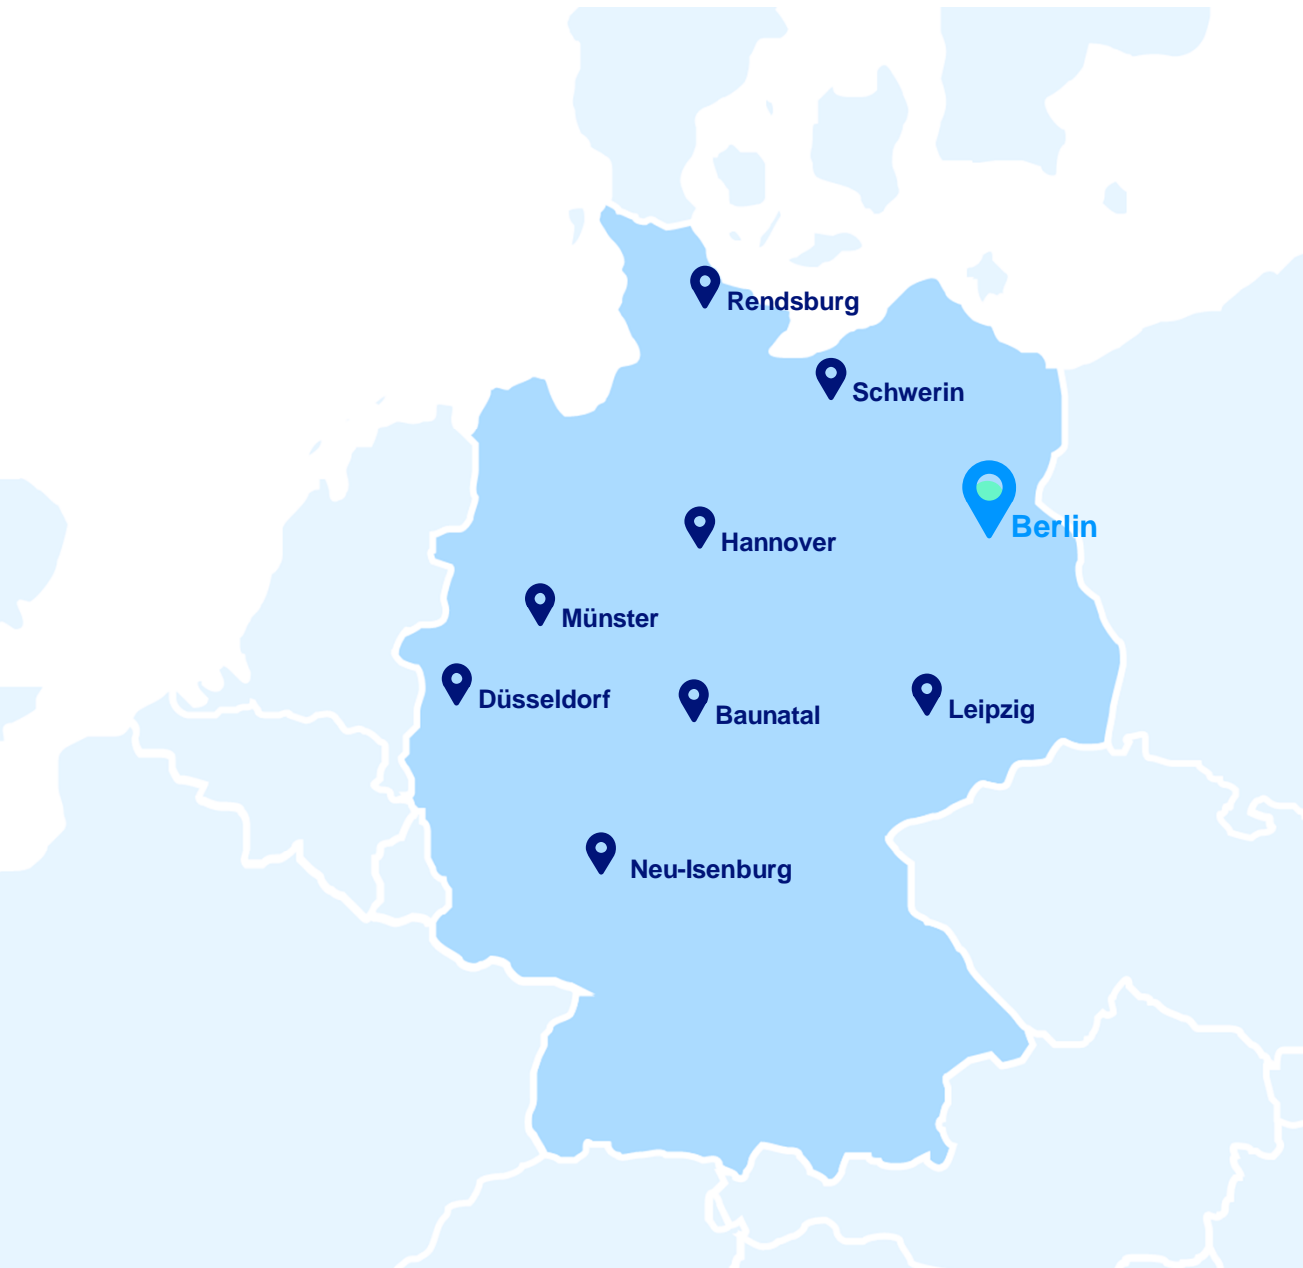 Rendsburg
Schwerin
Berlin
Hannover
Münster
Düsseldorf
Baunatal
Leipzig
Neu-Isenburg